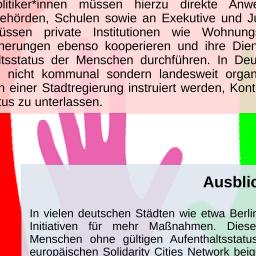 olitiker*innen müssen hierzu direkte Anwe
ehörden, Schulen sowie an Exekutive und Ju
üssen private Institutionen wie Wohnungs
herungen ebenso kooperieren und ihre Dien
ltsstatus der Menschen durchführen. In Deu
nicht kommunal sondern landesweit organ
n einer Stadtregierung instruiert werden, Kont
tus zu unterlassen.
Ausblic
In vielen deutschen Städten wie etwa Berlin
Initiativen für mehr Maßnahmen. Diese
Menschen ohne gültigen Aufenthaltsstatus
europäischen Solidarity Cities Network beig